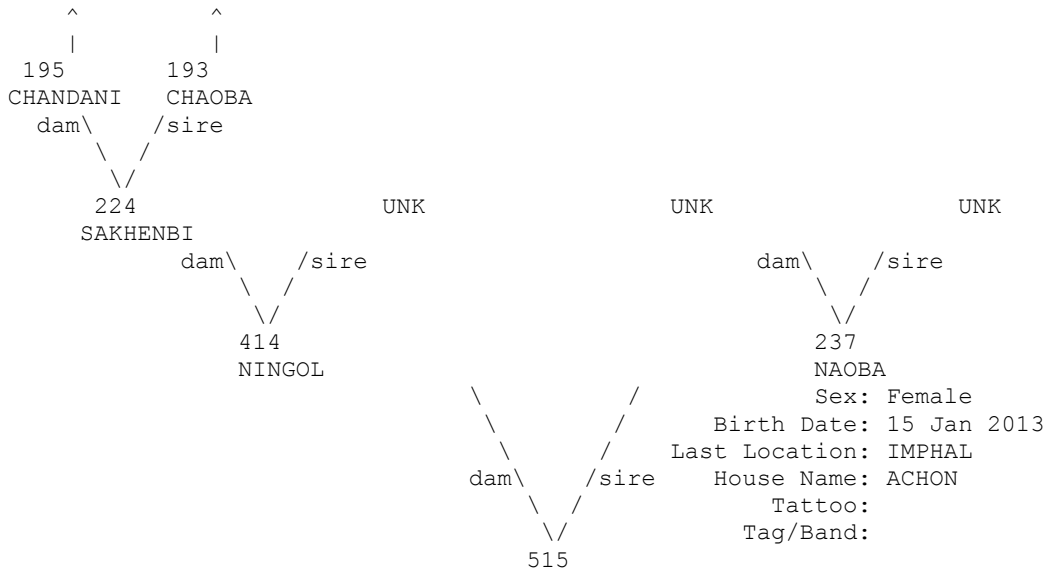 ^ ^
| |
195 193
CHANDANI CHAOBA
dam\ /sire
\ /
\/
224 UNK UNK UNK
SAKHENBI
dam\ /sire dam\ /sire
\ / \ /
\/ \/
414 237
NINGOL NAOBA
\ / Sex: Female
\ / Birth Date: 15 Jan 2013
\ / Last Location: IMPHAL
dam\ /sire House Name: ACHON
\ / Tattoo:
\/ Tag/Band:
515